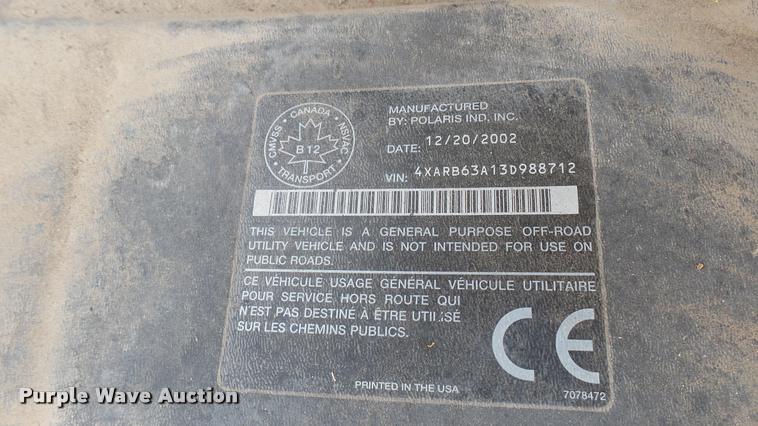 CMVSS • CANADA • NSVAC
B 12
TRANSPORT
MANUFACTURED
BY: POLARIS IND. INC.
DATE: 12/20/2002
VIN: 4XARB63A13D988712
THIS VEHICLE IS A GENERAL PURPOSE OFF-ROAD
UTILITY VEHICLE AND IS NOT INTENDED FOR USE ON
PUBLIC ROADS.
CE VÉHICULE USAGE GÉNÉRAL VÉHICULE UTILITAIRE
POUR SERVICE HORS ROUTE QUI
N'EST PAS DESTINÉ À ÊTRE UTILISÉ
SUR LES CHEMINS PUBLICS.
CE
PRINTED IN THE USA
7078472
Purple Wave Auction